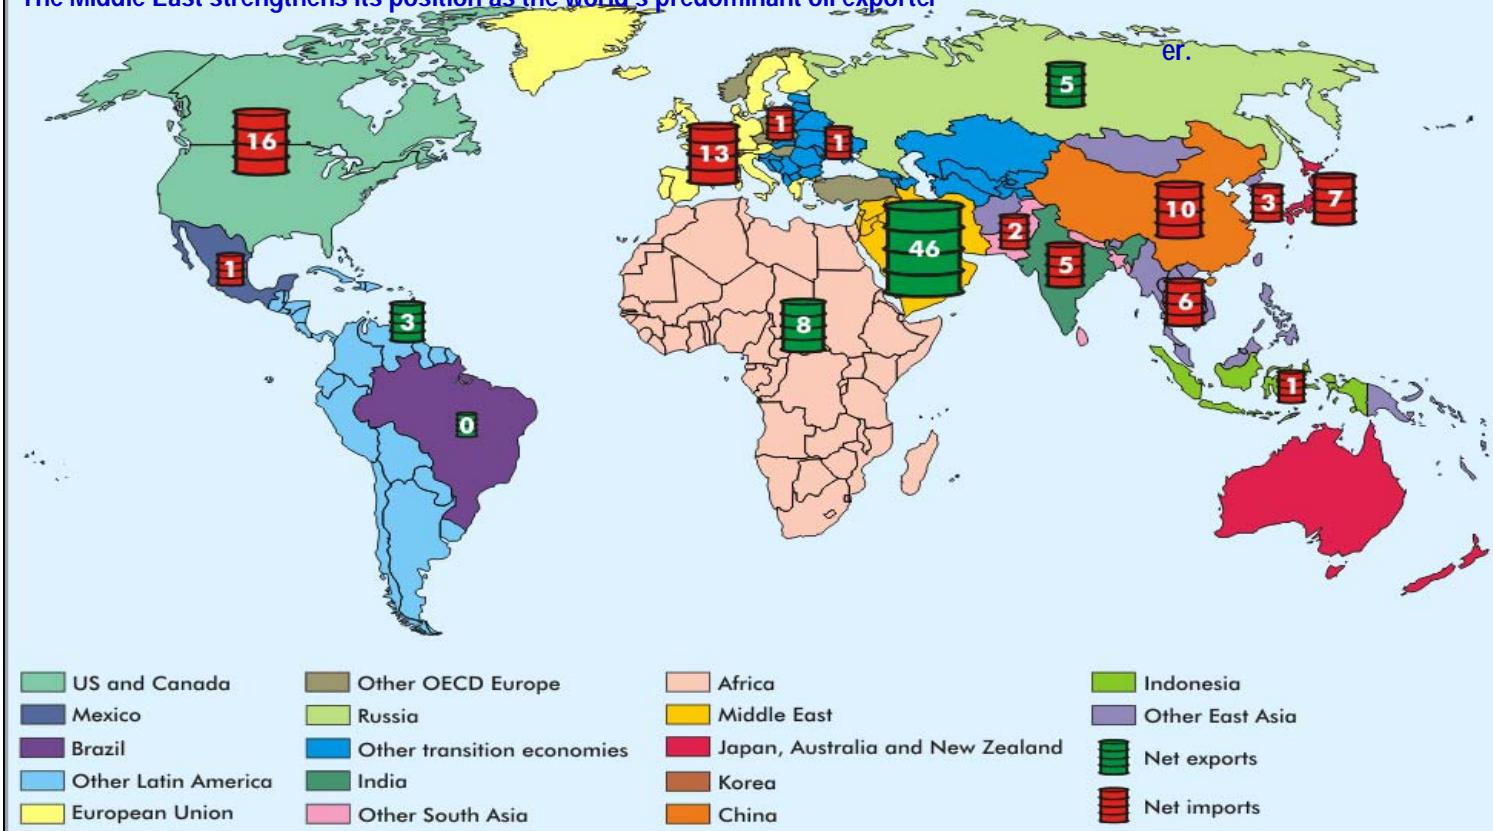 The Middle East strengthens its position as the world's predominant oil exporter
er.
5
16
1
13
1
10
3
7
46
2
5
1
6
3
8
1
0
US and Canada
Mexico
Brazil
Other Latin America
European Union
Other OECD Europe
Russia
Other transition economies
India
Other South Asia
Africa
Middle East
Japan, Australia and New Zealand
Korea
China
Indonesia
Other East Asia
Net exports
Net imports